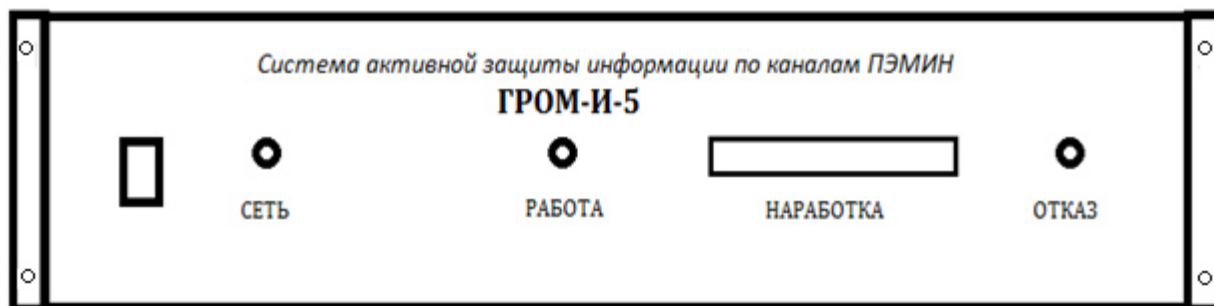 Система активной защиты информации по каналам ПЭМИН
ГРОМ-И-5
СЕТЬ
РАБОТА
НАРАБОТКА
ОТКАЗ